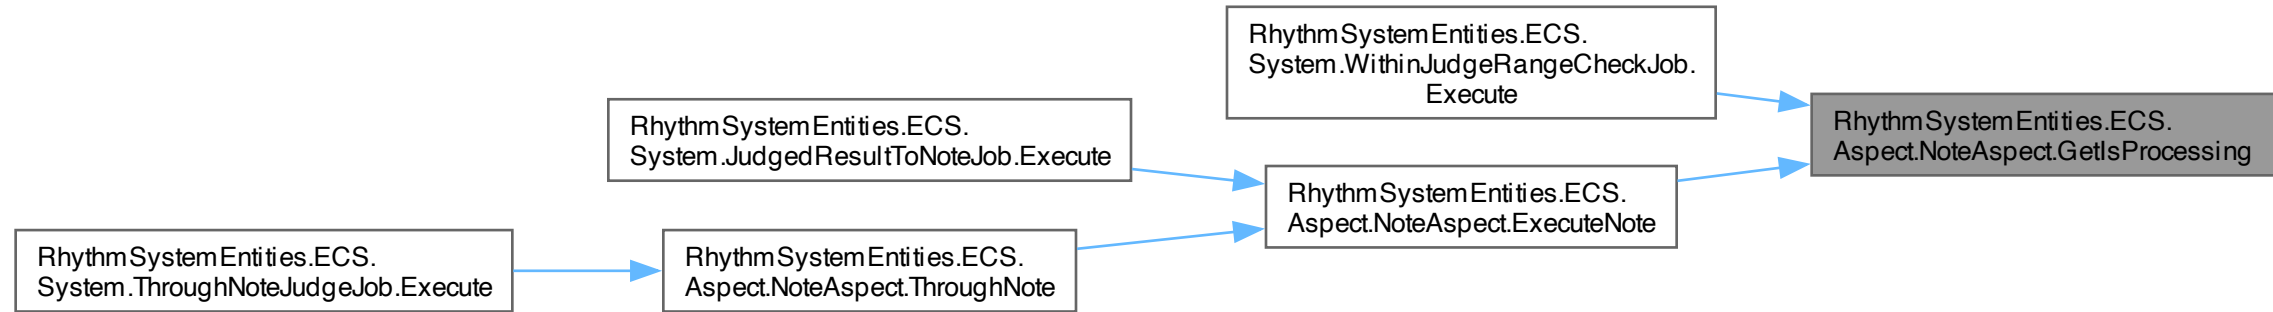 RhythmSystemEntities.ECS.
System.WithinJudgeRangeCheckJob.
Execute
RhythmSystemEntities.ECS.
System.JudgedResultToNoteJob.Execute
RhythmSystemEntities.ECS.
Aspect.NoteAspect.GetIsProcessing
RhythmSystemEntities.ECS.
Aspect.NoteAspect.ExecuteNote
RhythmSystemEntities.ECS.
System.ThroughNoteJudgeJob.Execute
RhythmSystemEntities.ECS.
Aspect.NoteAspect.ThroughNote